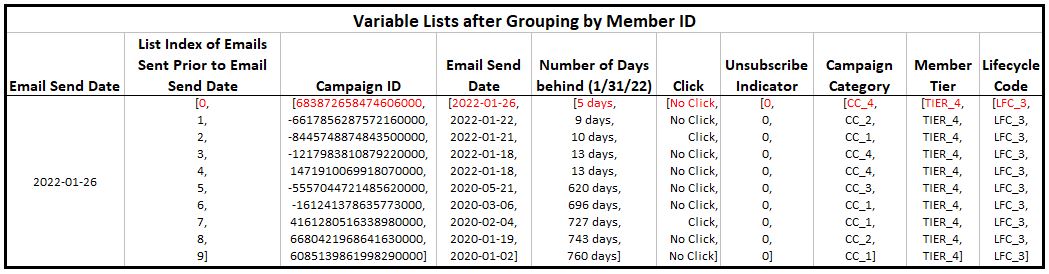 Variable Lists after Grouping by Member ID
Email Send Date List Index of Emails Sent Prior to Email Send Date Campaign ID Email Send Date Number of Days behind (1/31/22) Click Unsubscribe Indicator Campaign Category Member Tier Lifecycle Code
[0, [683872658474606000, [2022-01-26, [5 days, [No Click, [0, [CC_4, [TIER_4, [LFC_3,
1, -6617856287572160000, 2022-01-22, 9 days, No Click, 0, CC_2, TIER_4, LFC_3,
2, -8445748874843500000, 2022-01-21, 10 days, Click, 0, CC_1, TIER_4, LFC_3,
3, -1217983810879220000, 2022-01-18, 13 days, No Click, 0, CC_4, TIER_4, LFC_3,
4, 1471910069918070000, 2022-01-18, 13 days, No Click, 0, CC_4, TIER_4, LFC_3,
2022-01-26
5, -5557044721485620000, 2020-05-21, 620 days, No Click, 0, CC_3, TIER_4, LFC_3,
6, -161241378635773000, 2020-03-06, 696 days, No Click, 0, CC_1, TIER_4, LFC_3,
7, 4161280516338980000, 2020-02-04, 727 days, Click, 0, CC_1, TIER_4, LFC_3,
8, 6680421968641630000, 2020-01-19, 743 days, No Click, 0, CC_2, TIER_4, LFC_3,
9] 6085139861998290000] 2020-01-02] 760 days] No Click] 0] CC_1] TIER_4] LFC_3]